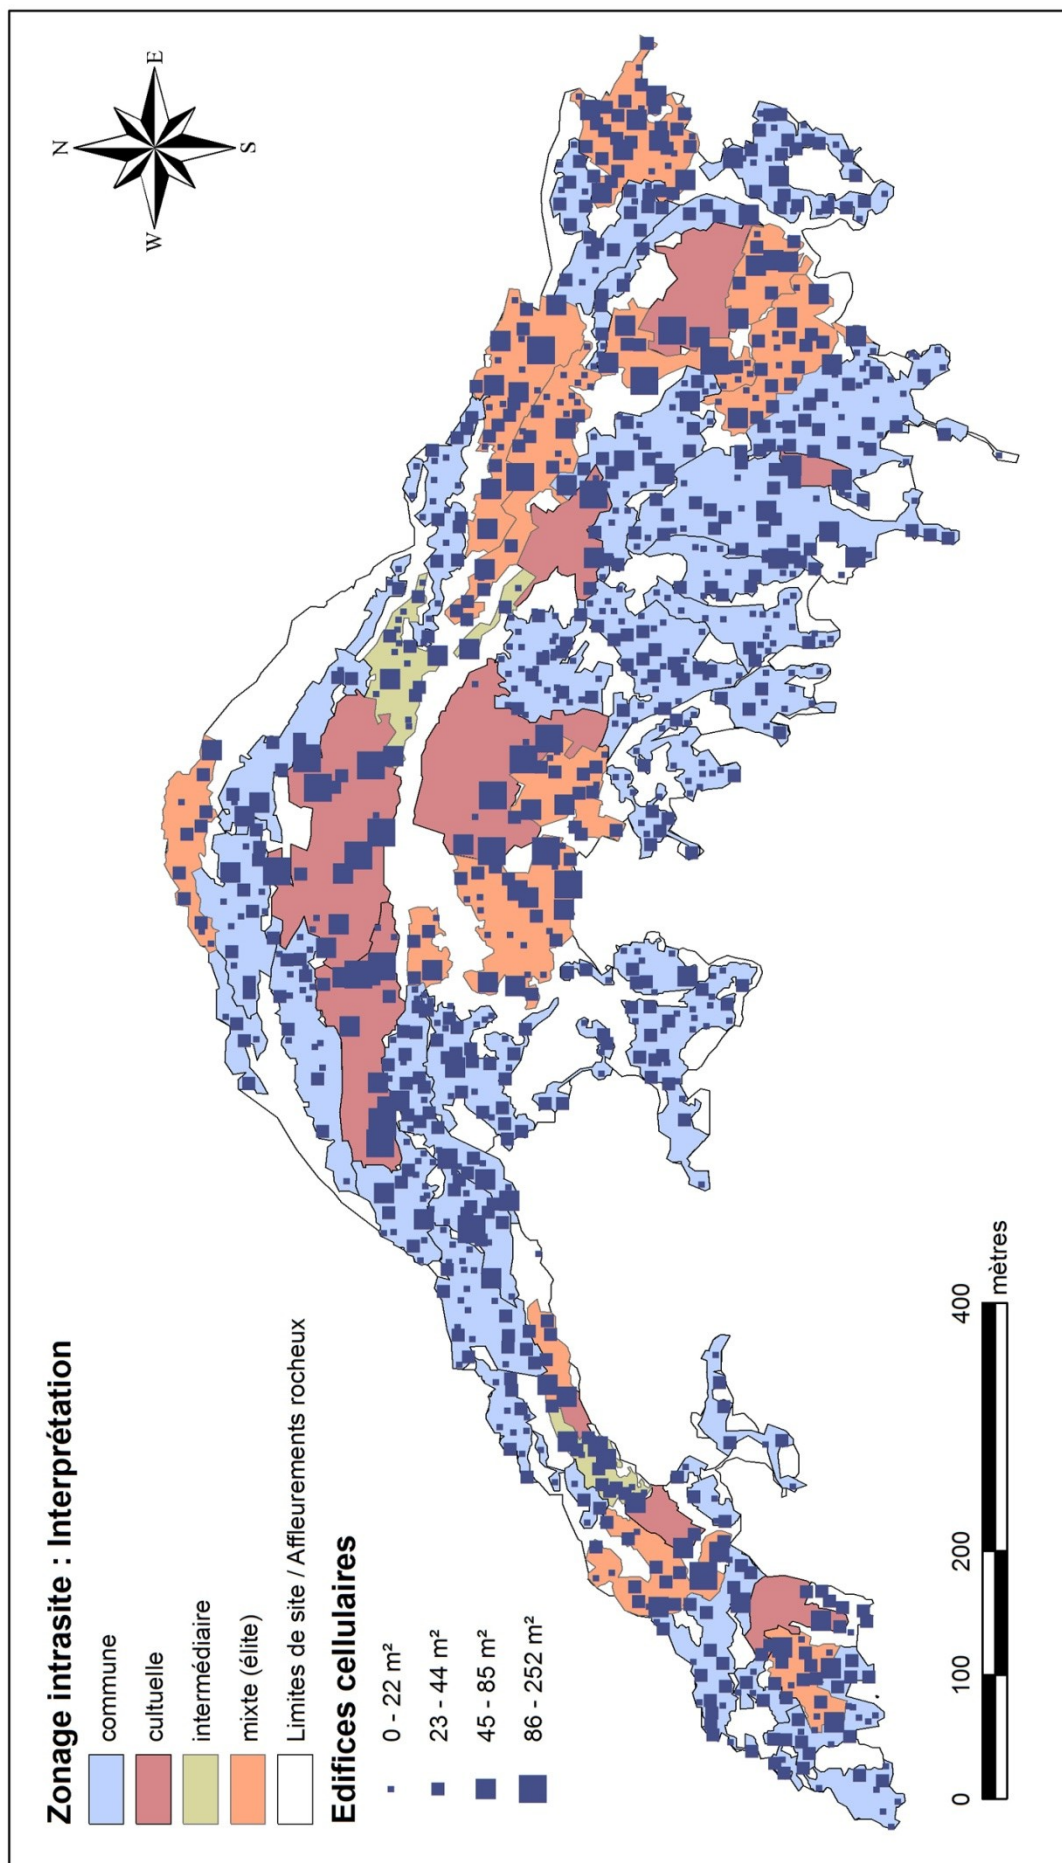 Zonage intrasite : Interprétation
commune
cultuelle
intermédiaire
mixte (élite)
Limites de site / Affleurements rocheux
Edifices cellulaires
0 - 22 m²
23 - 44 m²
45 - 85 m²
86 - 252 m²
N
E
S
W
0 100 200 400
mètres